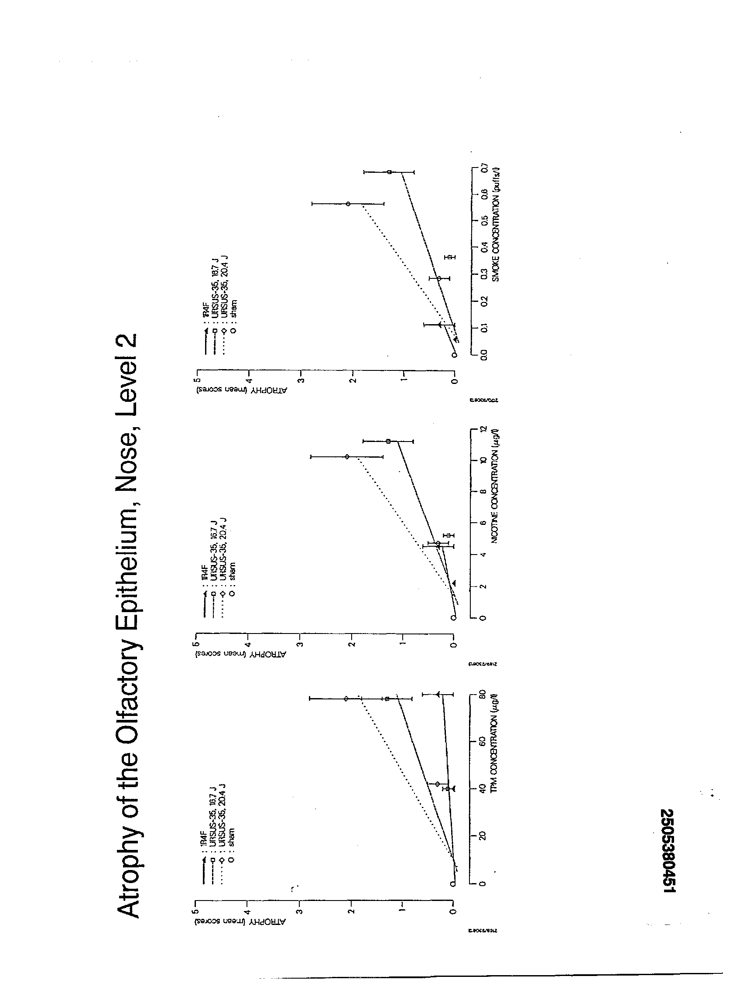 Atrophy of the Olfactory Epithelium, Nose, Level 2
ATROPHY (mean scores)
5
4
3
2
1
0
: 1R4F
: URSUS-35, 16.7 J
: URSUS-35, 20.4 J
: sham
0
20
40
60
80
TPM CONCENTRATION (µg/l)
ATROPHY (mean scores)
5
4
3
2
1
0
: 1R4F
: URSUS-35, 16.7 J
: URSUS-35, 20.4 J
: sham
0
2
4
6
8
10
12
NICOTINE CONCENTRATION (µg/l)
ATROPHY (mean scores)
5
4
3
2
1
0
: 1R4F
: URSUS-35, 16.7 J
: URSUS-35, 20.4 J
: sham
0.0
0.1
0.2
0.3
0.4
0.5
0.6
0.7
SMOKE CONCENTRATION (puffs/l)
2505380451